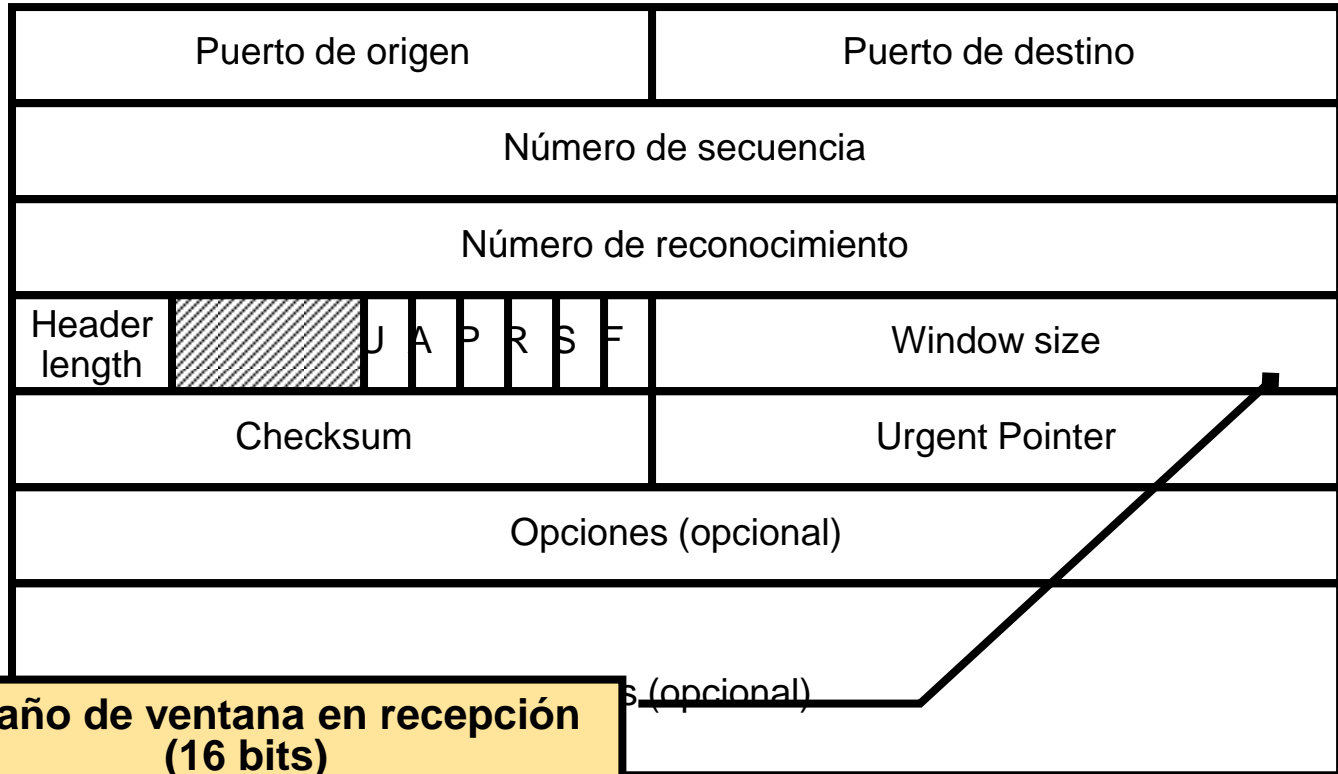 Puerto de origen
Puerto de destino
Número de secuencia
Número de reconocimiento
Header
length
U A P R S F
Window size
Checksum
Urgent Pointer
Opciones (opcional)
(opcional)
de ventana en recepción
(16 bits)